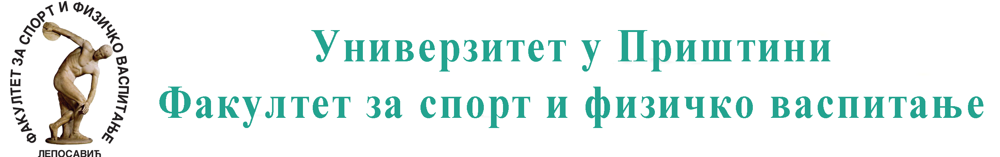 ФАКУЛТЕТ ЗА СПОРТ И ФИЗИЧКО ВАСПИТАЊЕ
ЛЕПОСАВИЋ
Универзитет у Приштини
Факултет за спорт и физичко васпитање